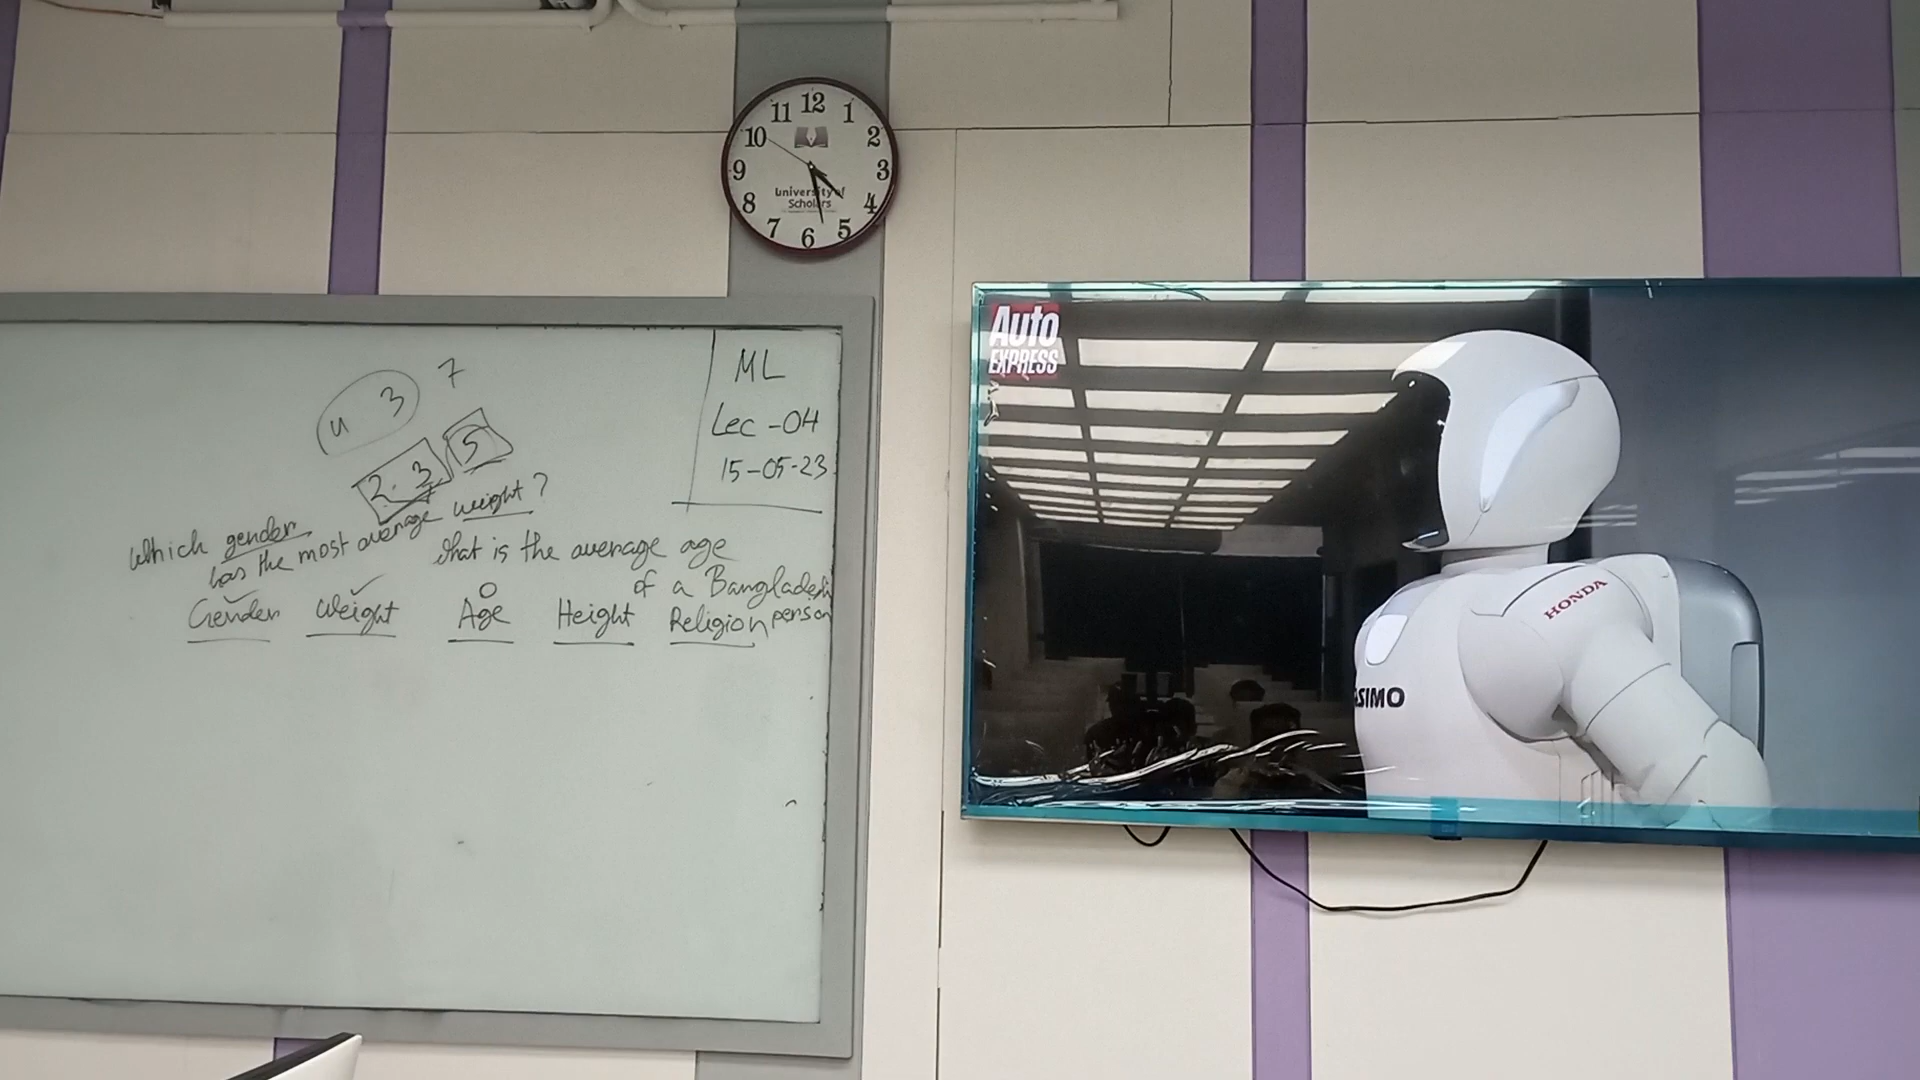 12
11 1
10 2
9 3
8 4
7 5
6
University of
Scholars
ML
Lec-04
15-05-23
4 3 7
2.3 5
Which gender
has the most average weight?
What is the average age
of a Bangladeshi
person
Gender Weight Age Height Religion
Auto
EXPRESS
HONDA
ASIMO